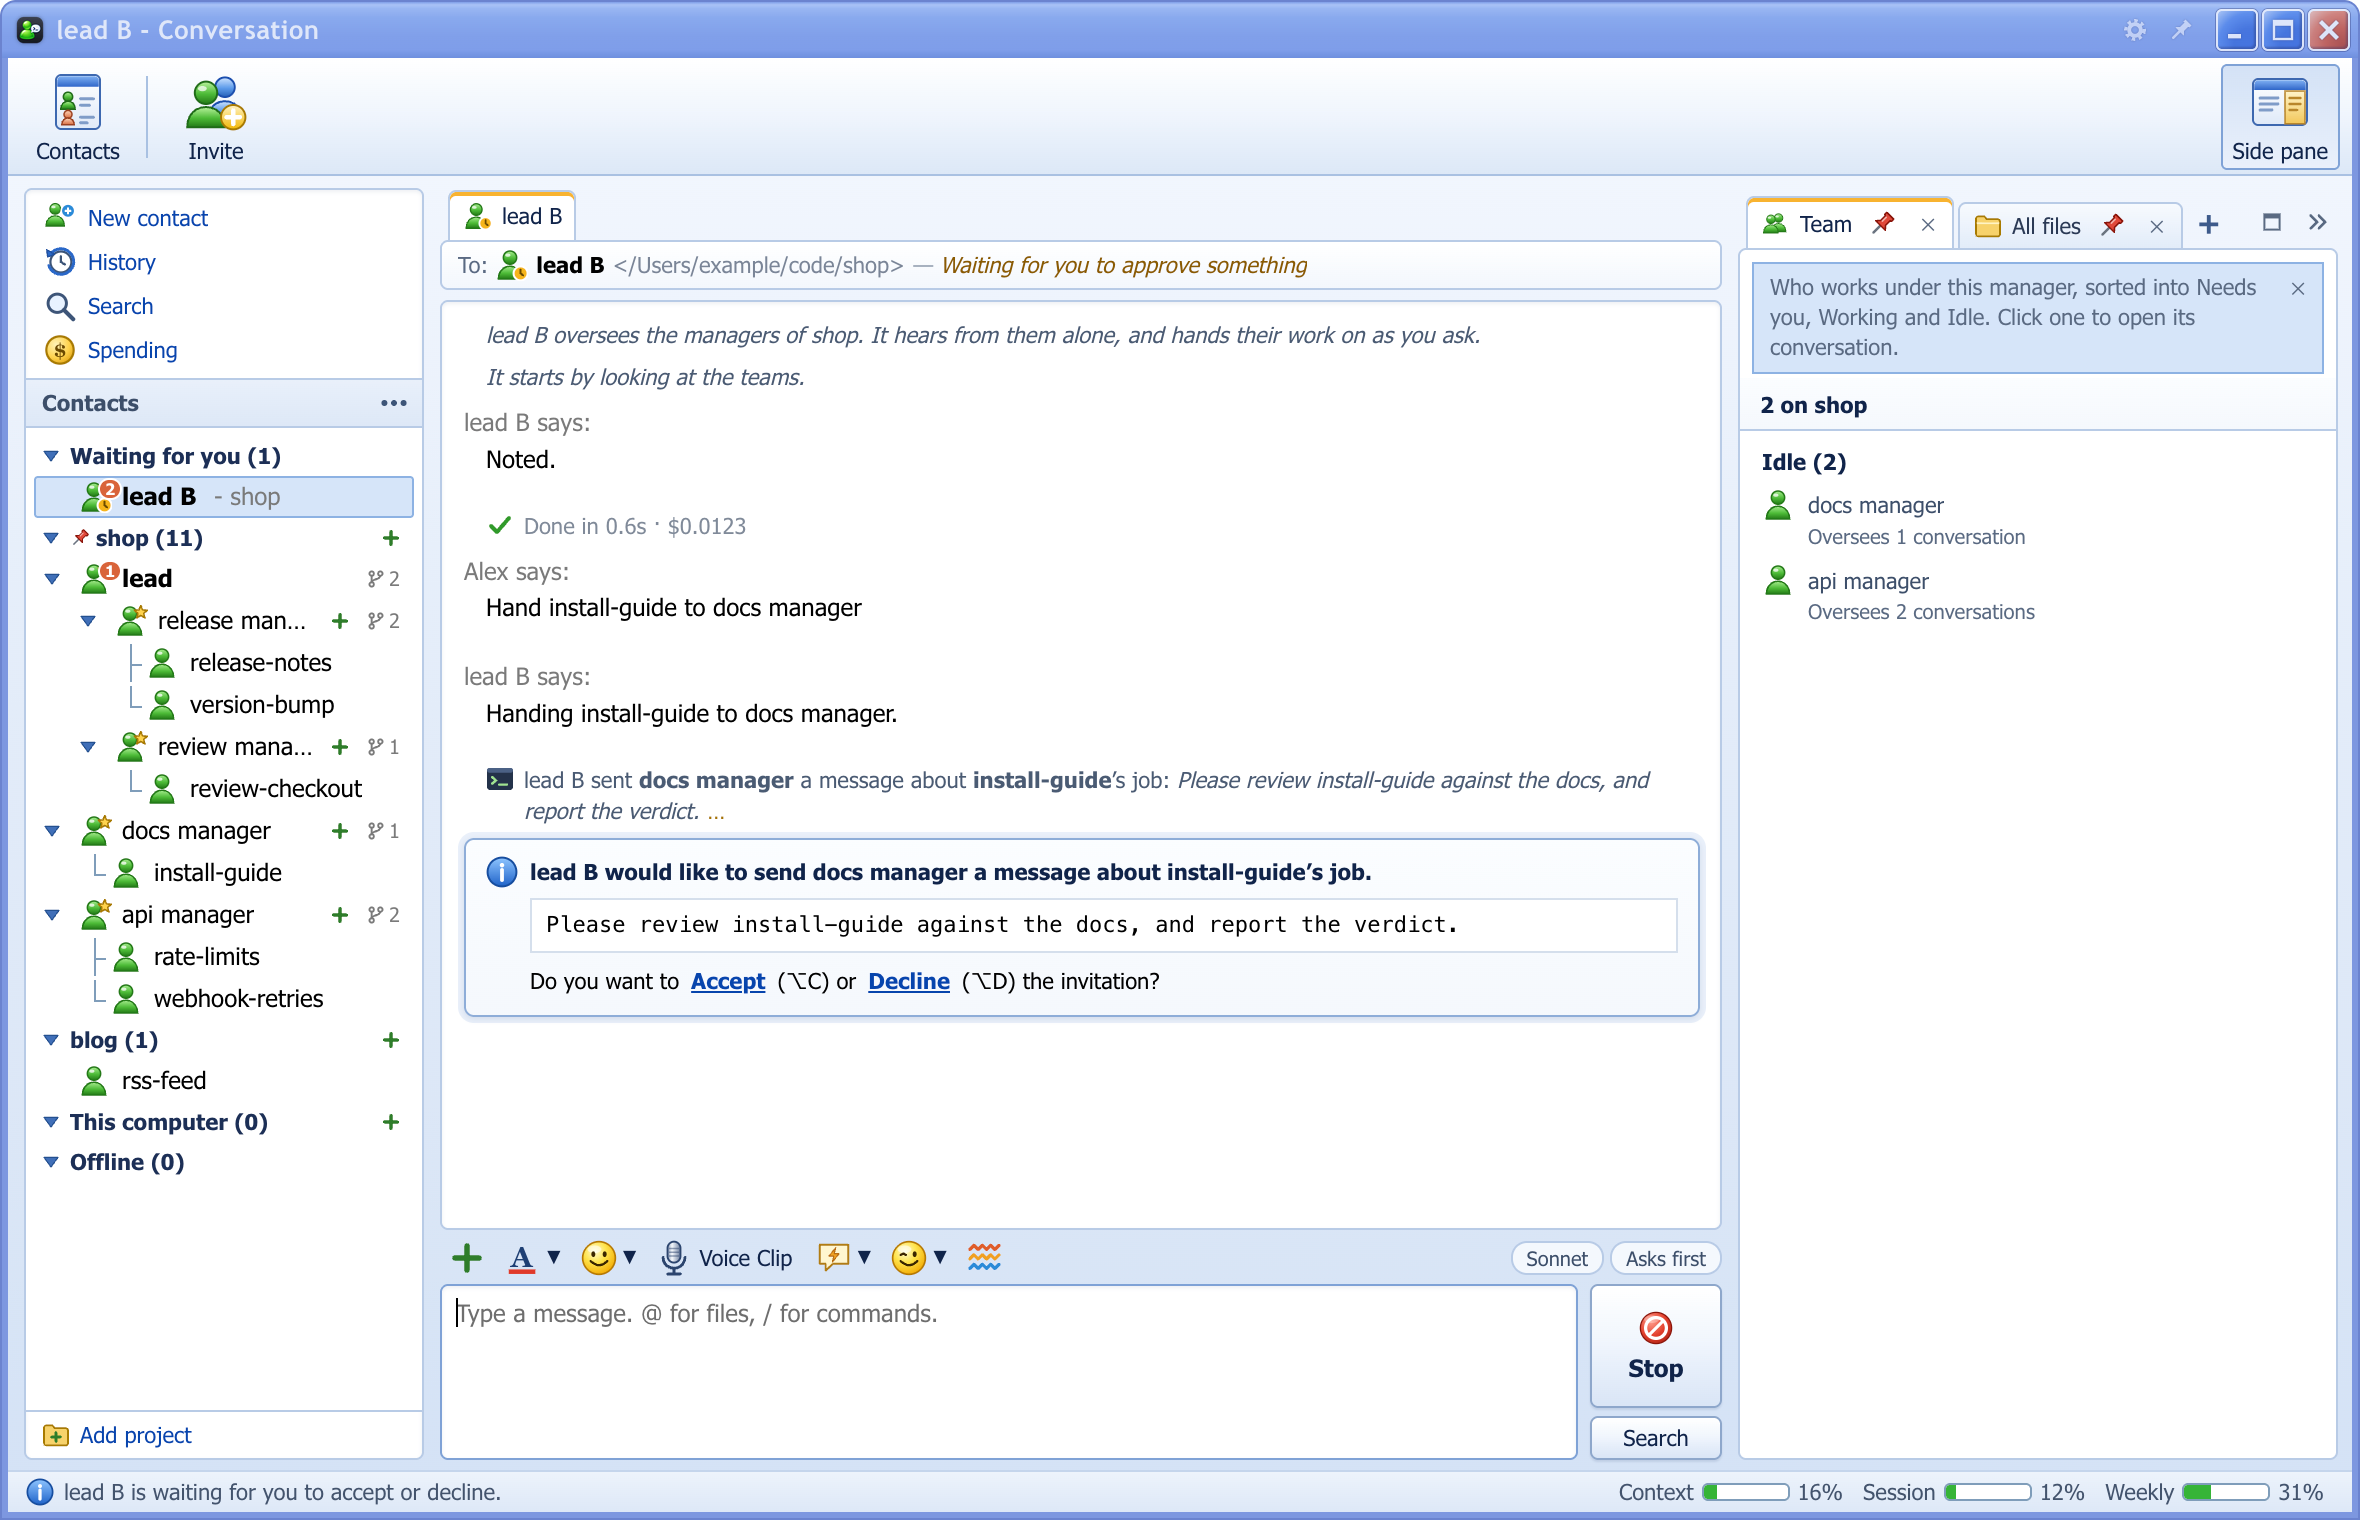 lead B - Conversation
Contacts
Invite
Side pane
New contact
History
Search
Spending
Contacts
Waiting for you (1)
2
lead B - shop
shop (11)
1
lead 2
release man... 2
release-notes
version-bump
review mana... 1
review-checkout
docs manager 1
install-guide
api manager 2
rate-limits
webhook-retries
blog (1)
rss-feed
This computer (0)
Offline (0)
Add project
lead B
To: lead B </Users/example/code/shop> — Waiting for you to approve something
lead B oversees the managers of shop. It hears from them alone, and hands their work on as you ask.
It starts by looking at the teams.
lead B says:
Noted.
Done in 0.6s · $0.0123
Alex says:
Hand install-guide to docs manager
lead B says:
Handing install-guide to docs manager.
lead B sent docs manager a message about install-guide’s job: Please review install-guide against the docs, and
report the verdict. ...
lead B would like to send docs manager a message about install-guide’s job.
Please review install-guide against the docs, and report the verdict.
Do you want to Accept (⌥C) or Decline (⌥D) the invitation?
A
Voice Clip
Sonnet
Asks first
Type a message. @ for files, / for commands.
Stop
Search
Team
All files
Who works under this manager, sorted into Needs
you, Working and Idle. Click one to open its
conversation.
2 on shop
Idle (2)
docs manager
Oversees 1 conversation
api manager
Oversees 2 conversations
lead B is waiting for you to accept or decline.
Context 16% Session 12% Weekly 31%